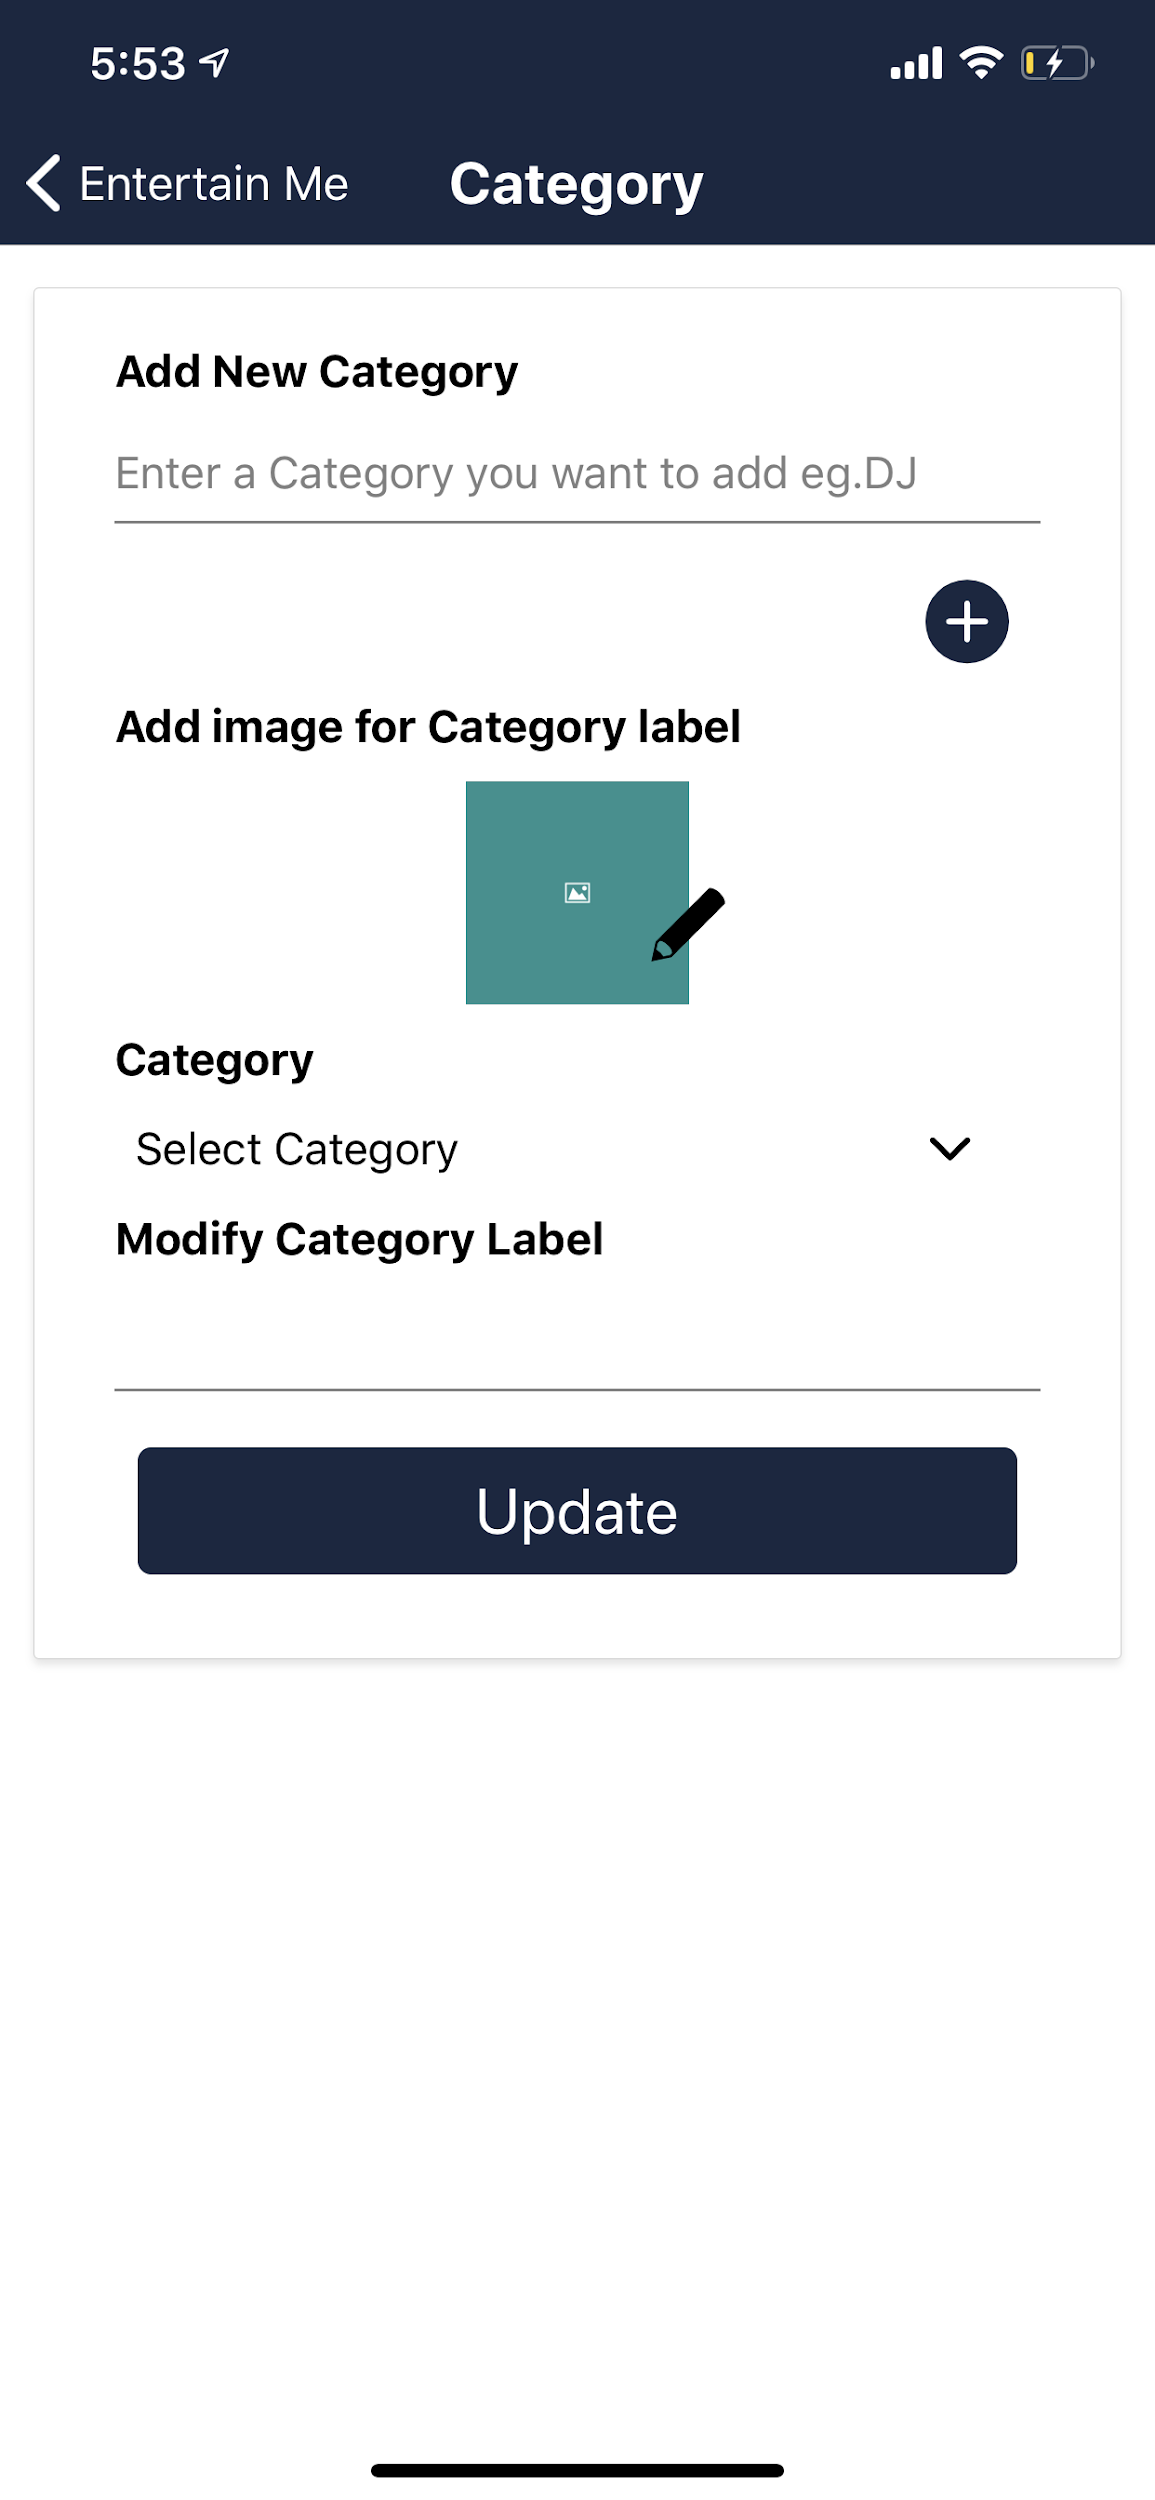 5:53
Entertain Me
Category
Add New Category
Enter a Category you want to add eg.DJ
Add image for Category label
Category
Select Category
Modify Category Label
Update